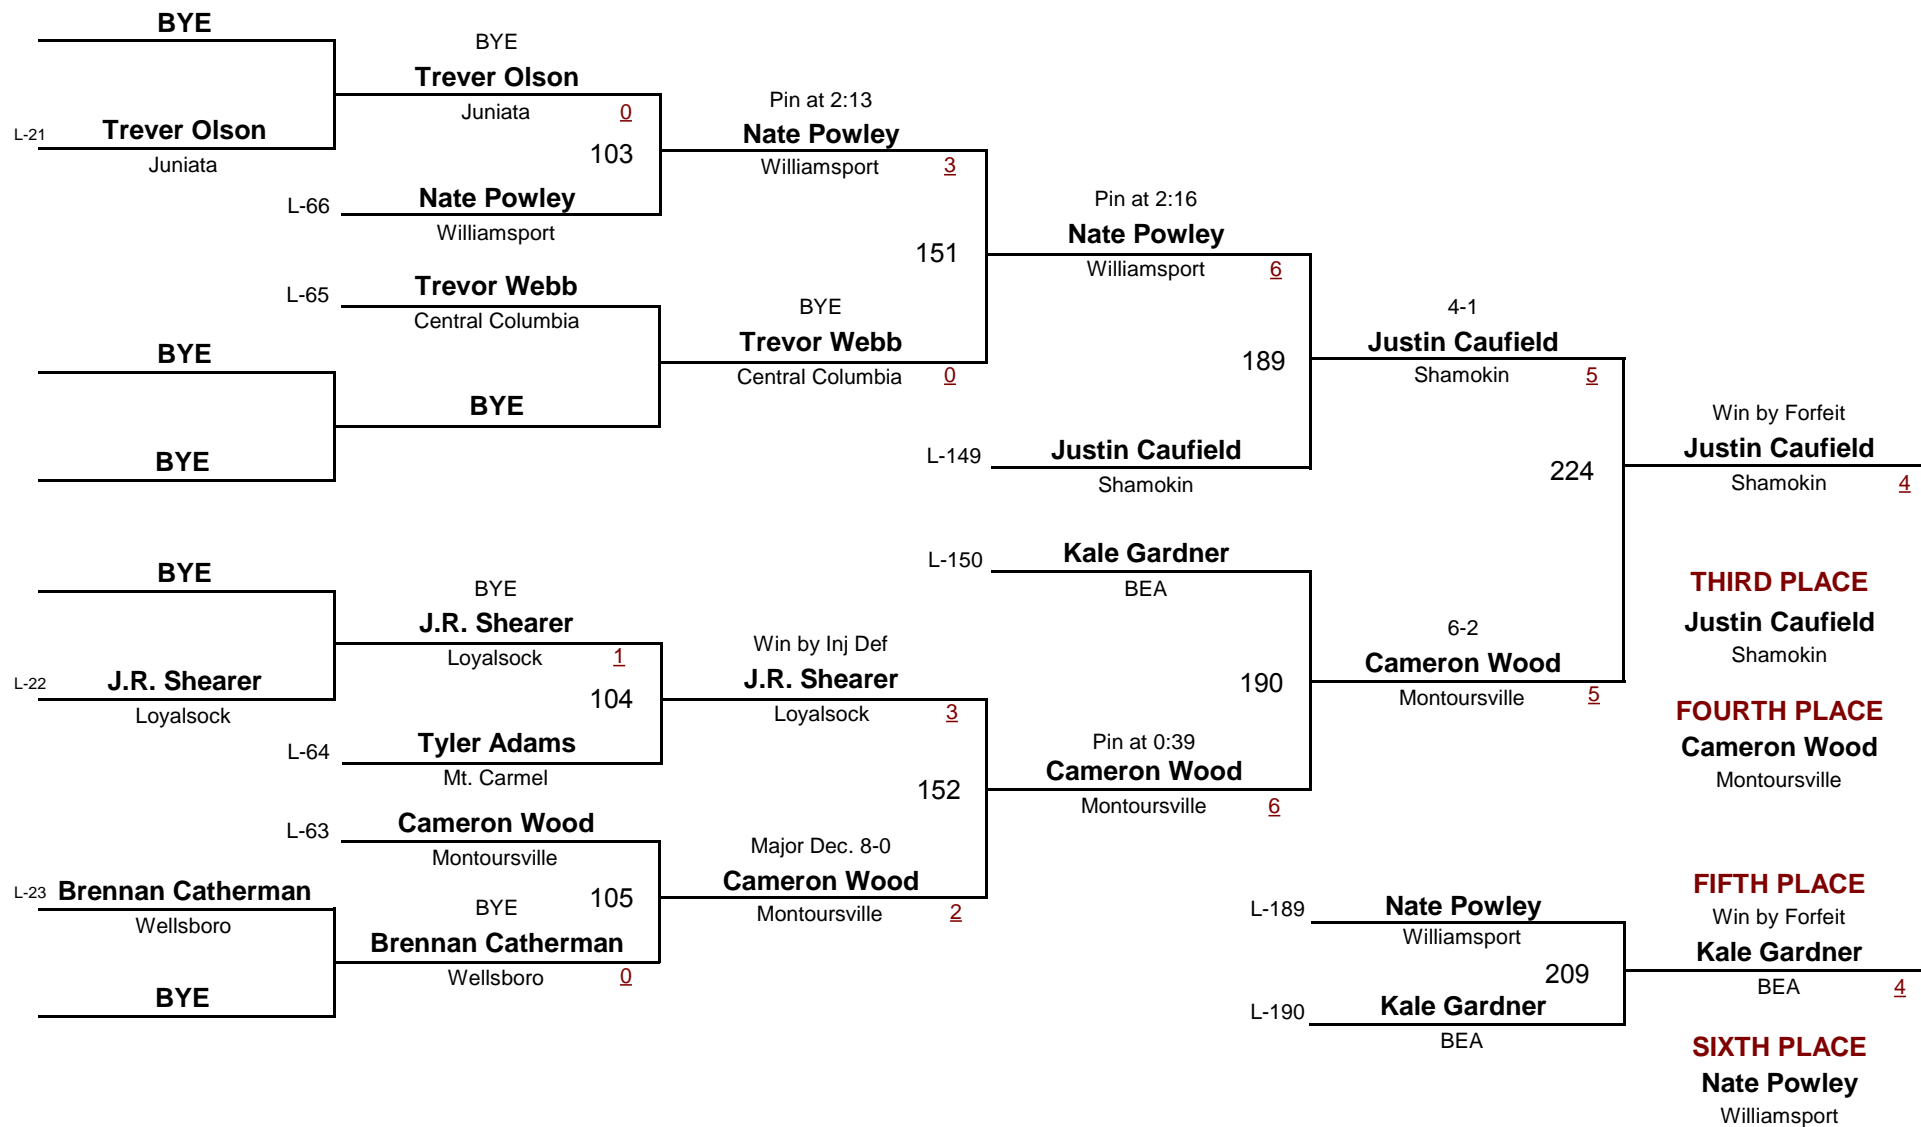 BYE
BYE
Trever Olson
Juniata
0
L-21
Trever Olson
Juniata
103
Pin at 2:13
Nate Powley
Williamsport
3
L-66
Nate Powley
Williamsport
151
Pin at 2:16
Nate Powley
Williamsport
6
L-65
Trevor Webb
Central Columbia
BYE
Trevor Webb
Central Columbia
0
BYE
BYE
BYE
189
4-1
Justin Caufield
Shamokin
5
L-149
Justin Caufield
Shamokin
224
Win by Forfeit
Justin Caufield
Shamokin
4
L-150
Kale Gardner
BEA
BYE
BYE
J.R. Shearer
Loyalsock
1
L-22
J.R. Shearer
Loyalsock
104
Win by Inj Def
J.R. Shearer
Loyalsock
3
L-64
Tyler Adams
Mt. Carmel
190
6-2
Cameron Wood
Montoursville
5
THIRD PLACE
Justin Caufield
Shamokin
FOURTH PLACE
Cameron Wood
Montoursville
152
Pin at 0:39
Cameron Wood
Montoursville
6
L-63
Cameron Wood
Montoursville
Major Dec. 8-0
Cameron Wood
Montoursville
2
L-23
Brennan Catherman
Wellsboro
105
BYE
Brennan Catherman
Wellsboro
0
BYE
L-189
Nate Powley
Williamsport
209
L-190
Kale Gardner
BEA
FIFTH PLACE
Win by Forfeit
Kale Gardner
BEA
4
SIXTH PLACE
Nate Powley
Williamsport